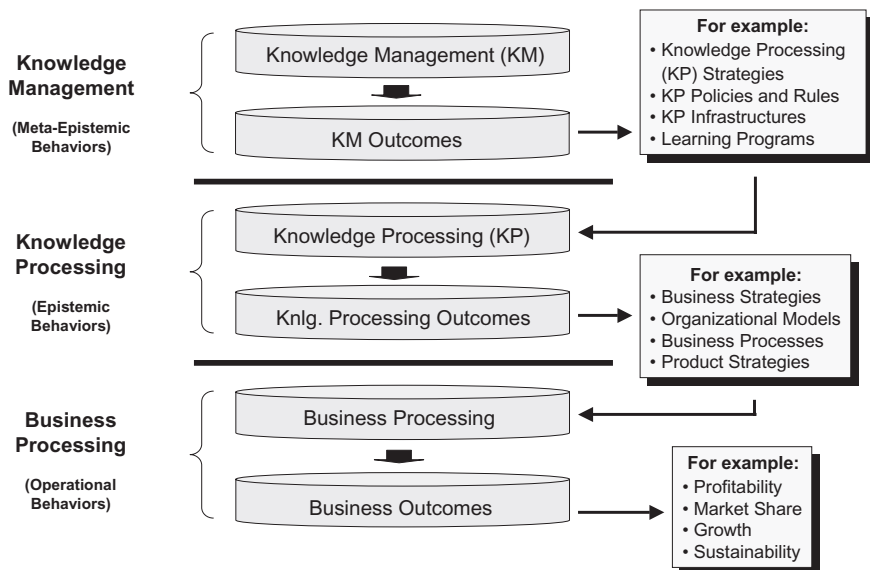 Knowledge
Management
(Meta-Epistemic
Behaviors)
Knowledge Management (KM)
KM Outcomes
For example:
• Knowledge Processing
(KP) Strategies
• KP Policies and Rules
• KP Infrastructures
• Learning Programs
Knowledge
Processing
(Epistemic
Behaviors)
Knowledge Processing (KP)
Knlg. Processing Outcomes
For example:
• Business Strategies
• Organizational Models
• Business Processes
• Product Strategies
Business
Processing
(Operational
Behaviors)
Business Processing
Business Outcomes
For example:
• Profitability
• Market Share
• Growth
• Sustainability